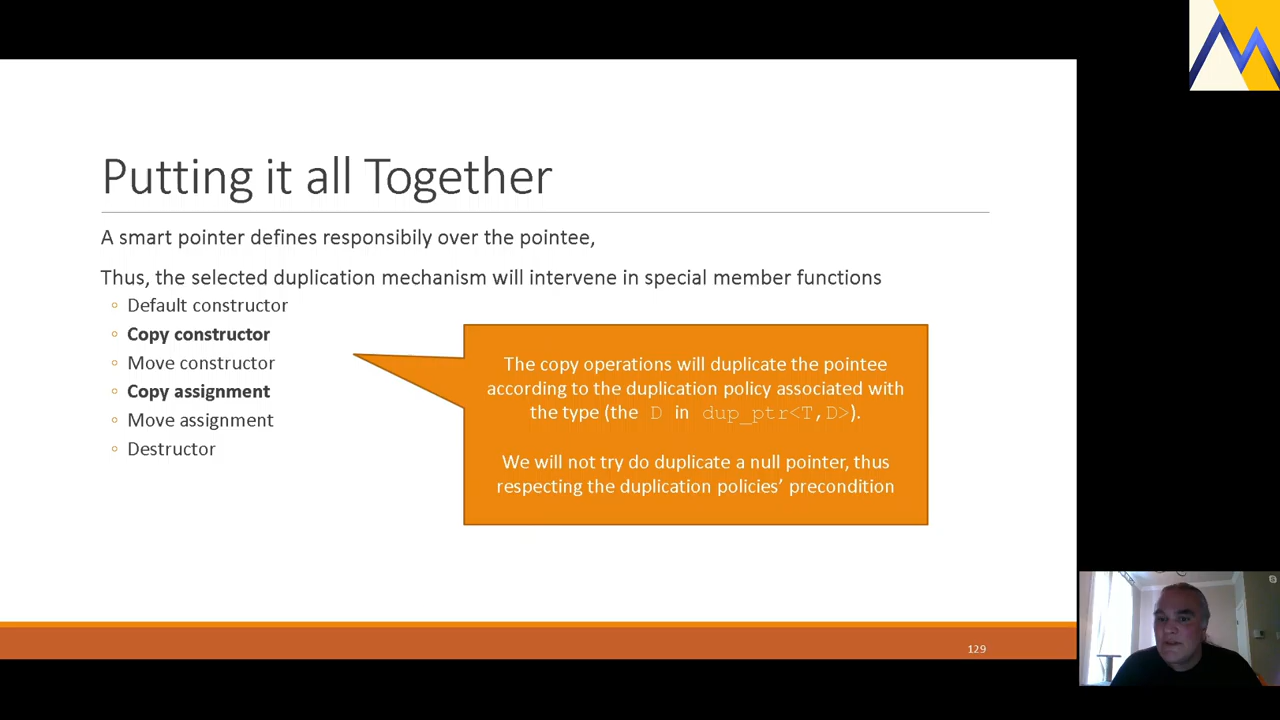 Putting it all Together
A smart pointer defines responsibily over the pointee,
Thus, the selected duplication mechanism will intervene in special member functions
◦ Default constructor
◦ Copy constructor
◦ Move constructor
◦ Copy assignment
◦ Move assignment
◦ Destructor
The copy operations will duplicate the pointee
according to the duplication policy associated with
the type (the D in dup_ptr<T,D>).
We will not try do duplicate a null pointer, thus
respecting the duplication policies’ precondition
129